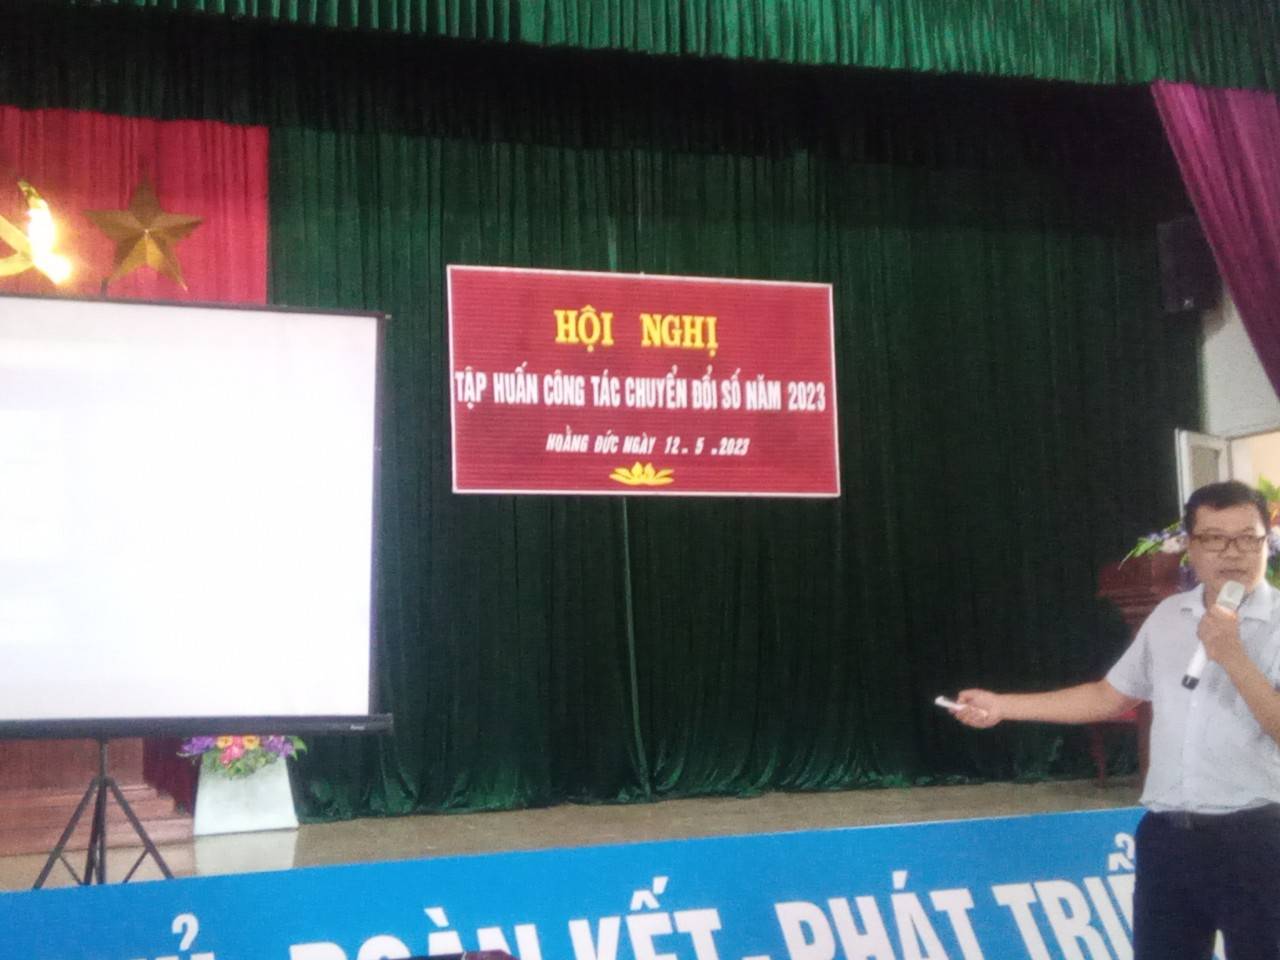 HỘI NGHỊ
TẬP HUẤN CÔNG TÁC CHUYỂN ĐỔI SỐ NĂM 2023
HOẰNG ĐỨC NGÀY 12 . 5 . 2023
ĐOÀN KẾT - PHÁT TRIỂ